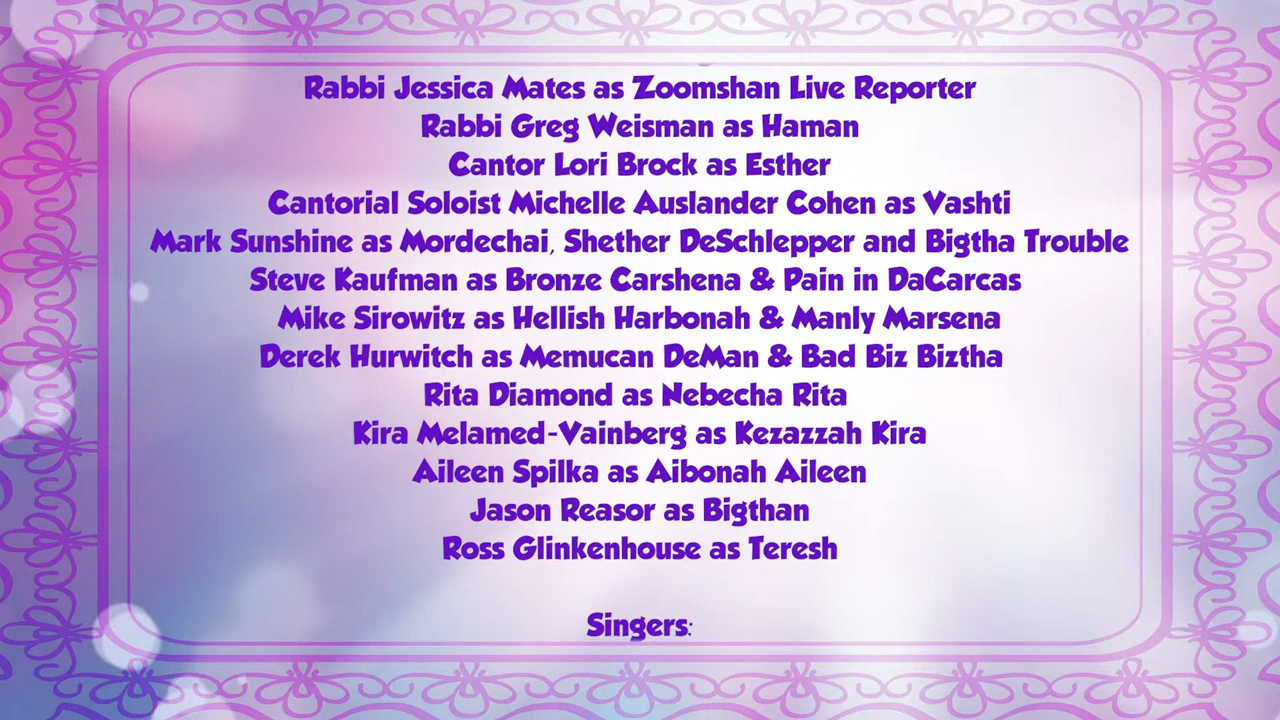 Rabbi Jessica Mates as Zoomshan Live Reporter
Rabbi Greg Weisman as Haman
Cantor Lori Brock as Esther
Cantorial Soloist Michelle Auslander Cohen as Vashti
Mark Sunshine as Mordechai, Shether DeSchlepper and Bigtha Trouble
Steve Kaufman as Bronze Carshena & Pain in DaCarcas
Mike Sirowitz as Hellish Harbonah & Manly Marsena
Derek Hurwitch as Memucan DeMan & Bad Biz Biztha
Rita Diamond as Nebecha Rita
Kira Melamed-Vainberg as Kezazzah Kira
Aileen Spilka as Aibonah Aileen
Jason Reasor as Bigthan
Ross Glinkenhouse as Teresh
Singers: